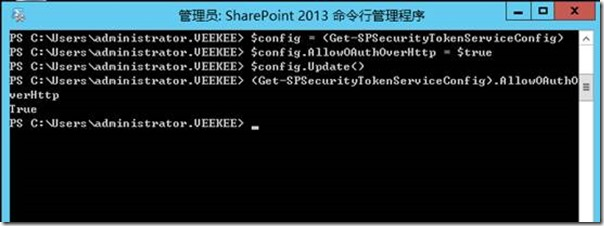 管理员: SharePoint 2013 命令行管理程序
PS C:\Users\administrator.VEEKEE> $config = (Get-SPSecurityTokenServiceConfig)
PS C:\Users\administrator.VEEKEE> $config.AllowOAuthOverHttp = $true
PS C:\Users\administrator.VEEKEE> $config.Update()
PS C:\Users\administrator.VEEKEE> (Get-SPSecurityTokenServiceConfig).AllowOAuthO
verHttp
True
PS C:\Users\administrator.VEEKEE> _